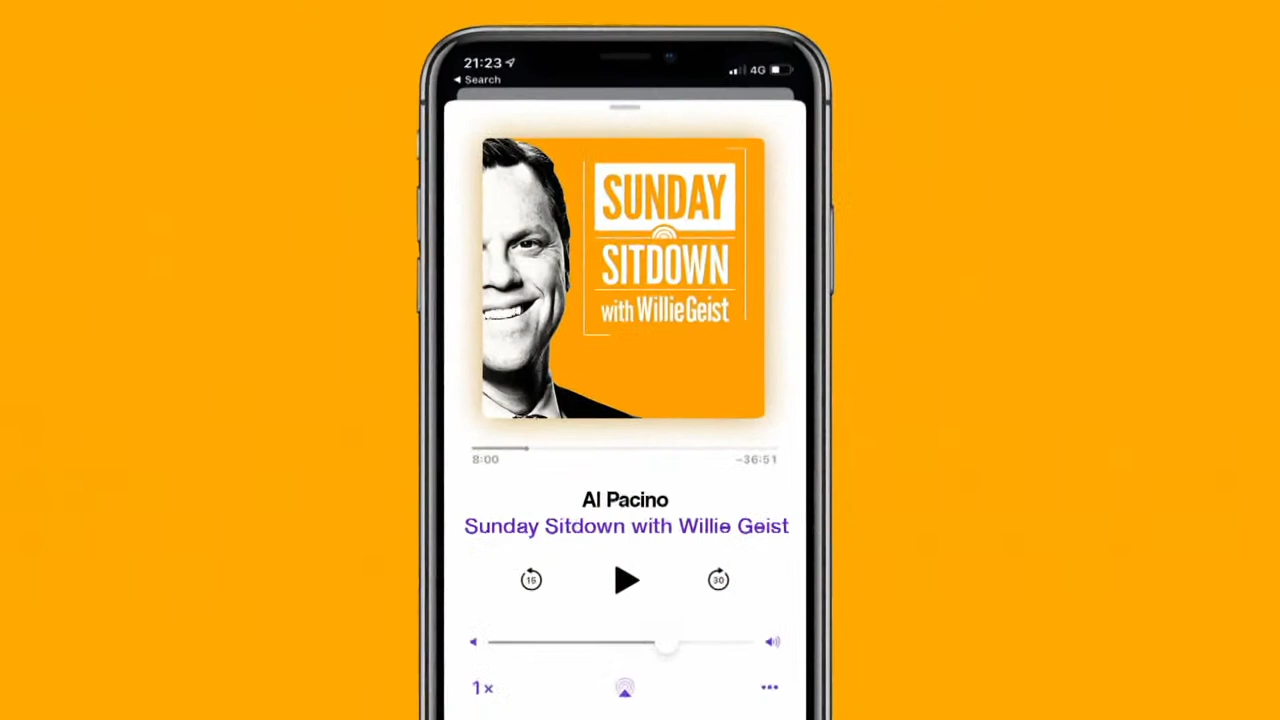 21:23
4G
◀ Search
SUNDAY
SITDOWN
with Willie Geist
8:00
-36:51
Al Pacino
Sunday Sitdown with Willie Geist
15
30
1×
•••